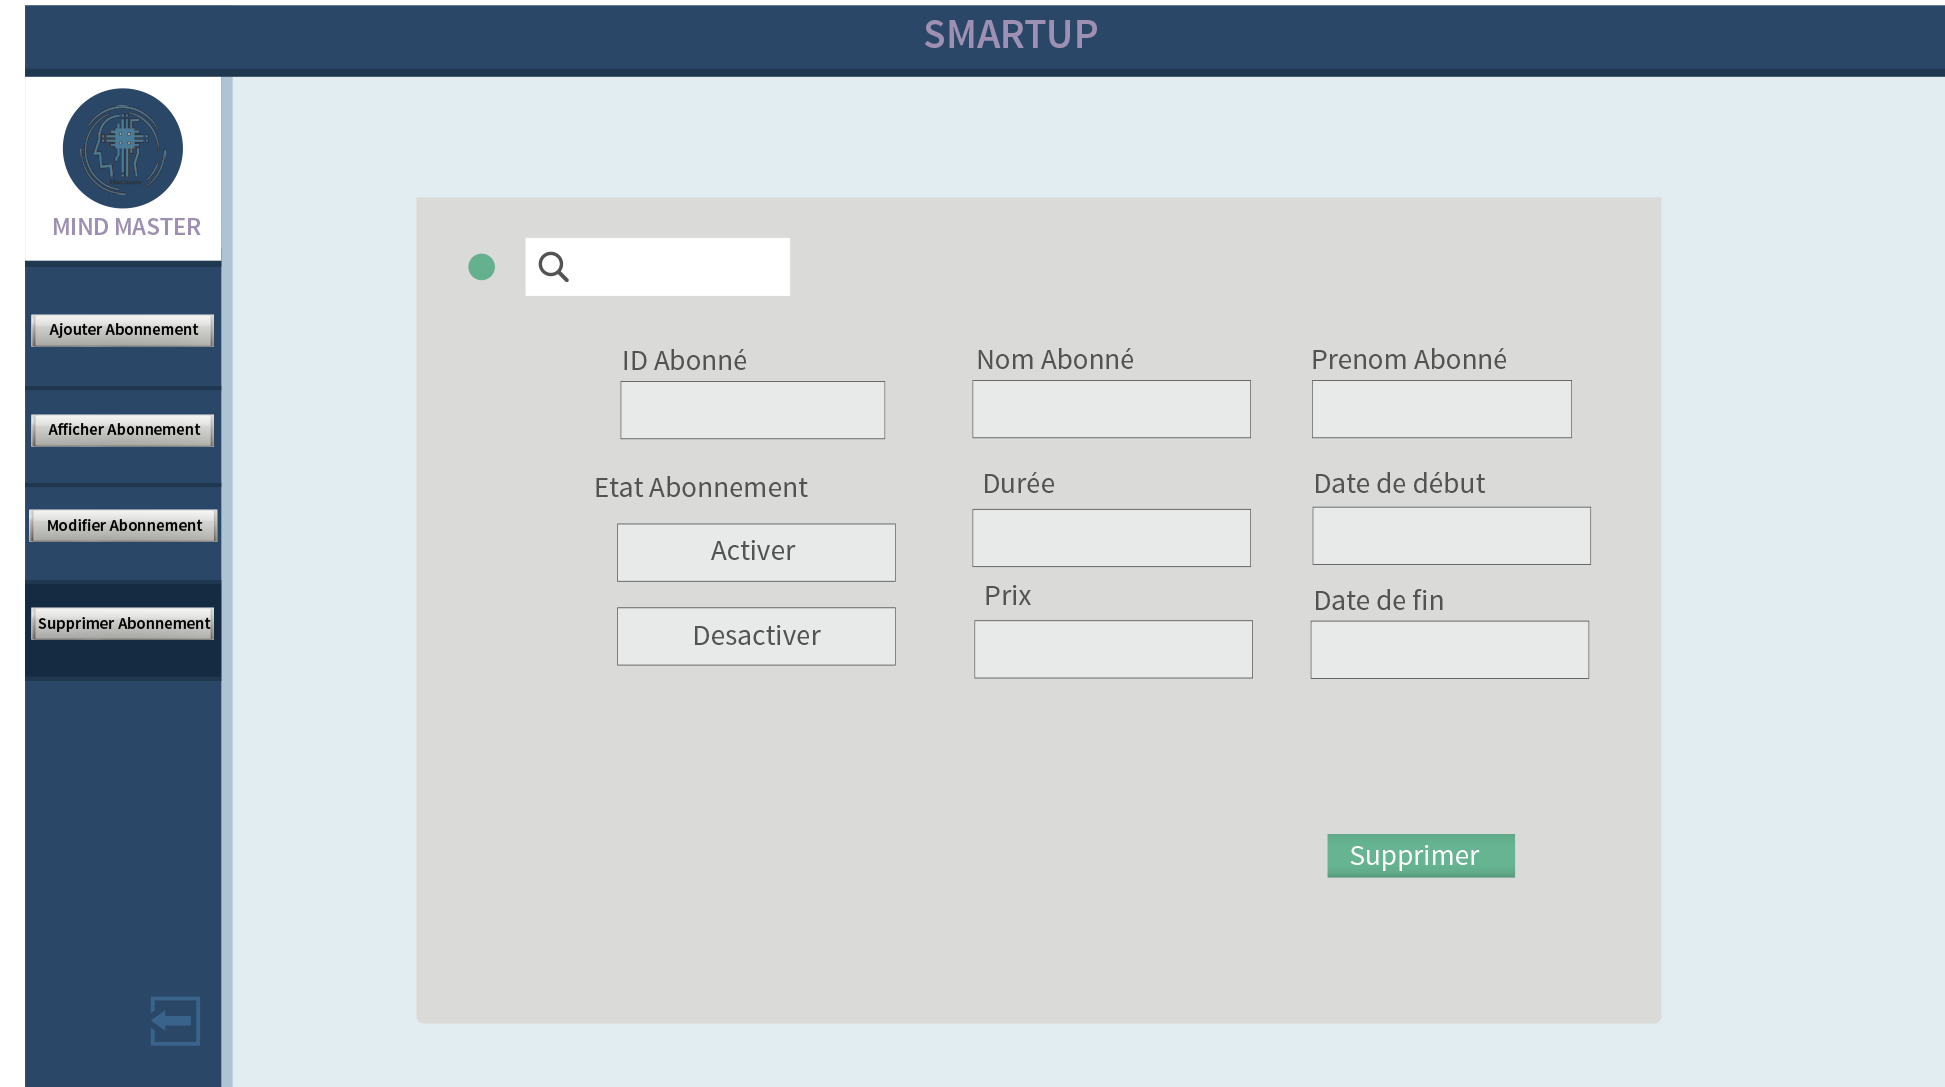 SMARTUP
MIND MASTER
Ajouter Abonnement
Afficher Abonnement
Modifier Abonnement
Supprimer Abonnement
ID Abonné
Nom Abonné
Prenom Abonné
Etat Abonnement
Durée
Date de début
Activer
Prix
Date de fin
Desactiver
Supprimer